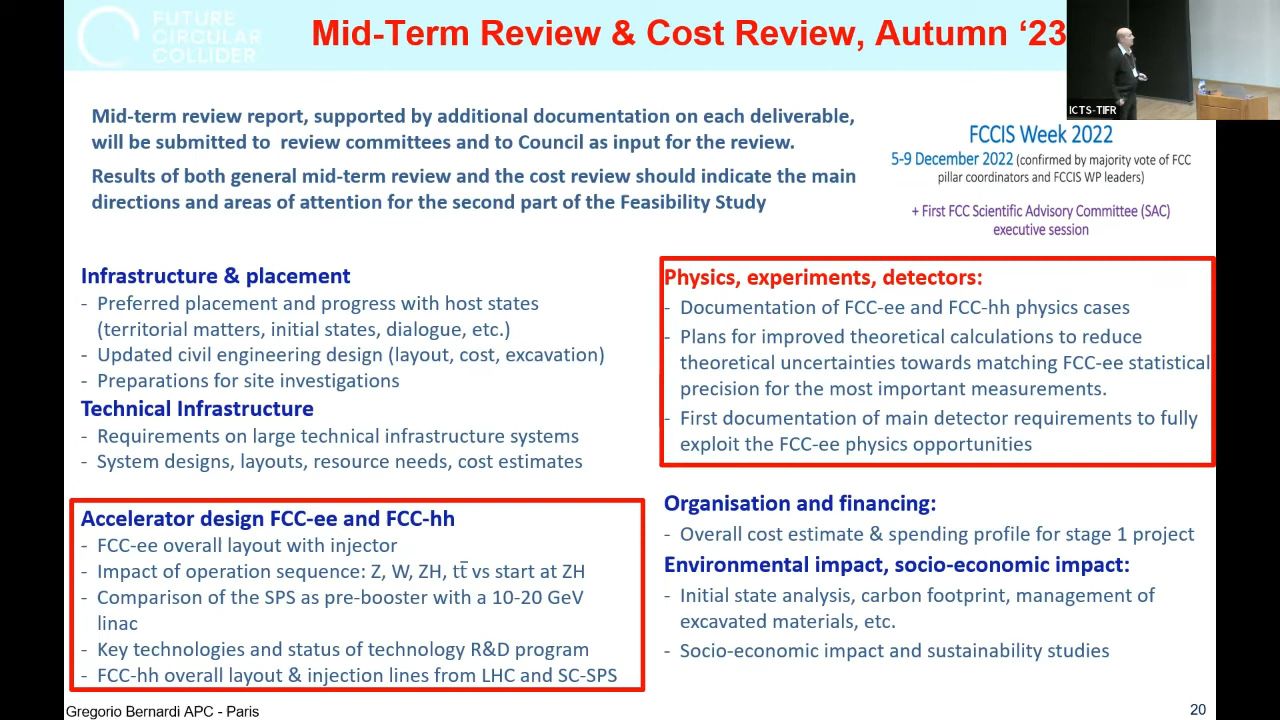 FUTURE
CIRCULAR
COLLIDER
Mid-Term Review & Cost Review, Autumn ‘23
ICTS-TIFR
Mid-term review report, supported by additional documentation on each deliverable,
will be submitted to review committees and to Council as input for the review.
Results of both general mid-term review and the cost review should indicate the main
directions and areas of attention for the second part of the Feasibility Study
FCCIS Week 2022
5-9 December 2022 (confirmed by majority vote of FCC
pillar coordinators and FCCIS WP leaders)
+ First FCC Scientific Advisory Committee (SAC)
executive session
Infrastructure & placement
- Preferred placement and progress with host states
(territorial matters, initial states, dialogue, etc.)
- Updated civil engineering design (layout, cost, excavation)
- Preparations for site investigations
Technical Infrastructure
- Requirements on large technical infrastructure systems
- System designs, layouts, resource needs, cost estimates
Accelerator design FCC-ee and FCC-hh
- FCC-ee overall layout with injector
- Impact of operation sequence: Z, W, ZH, tt̄ vs start at ZH
- Comparison of the SPS as pre-booster with a 10-20 GeV
linac
- Key technologies and status of technology R&D program
- FCC-hh overall layout & injection lines from LHC and SC-SPS
Physics, experiments, detectors:
- Documentation of FCC-ee and FCC-hh physics cases
- Plans for improved theoretical calculations to reduce
theoretical uncertainties towards matching FCC-ee statistical
precision for the most important measurements.
- First documentation of main detector requirements to fully
exploit the FCC-ee physics opportunities
Organisation and financing:
- Overall cost estimate & spending profile for stage 1 project
Environmental impact, socio-economic impact:
- Initial state analysis, carbon footprint, management of
excavated materials, etc.
- Socio-economic impact and sustainability studies
Gregorio Bernardi APC - Paris
20